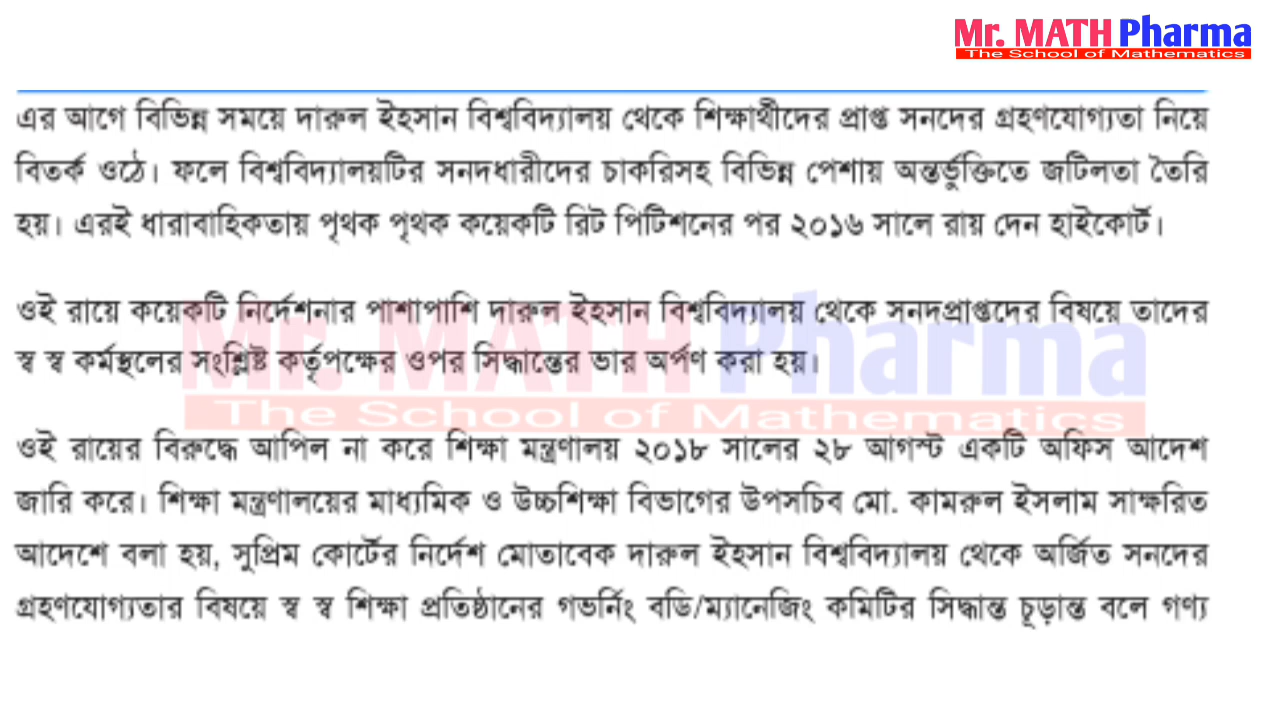 Mr. MATH Pharma
The School of Mathematics
এর আগে বিভিন্ন সময়ে দারুল ইহসান বিশ্ববিদ্যালয় থেকে শিক্ষার্থীদের প্রাপ্ত সনদের গ্রহণযোগ্যতা নিয়ে
বিতর্ক ওঠে। ফলে বিশ্ববিদ্যালয়টির সনদধারীদের চাকরিসহ বিভিন্ন পেশায় অন্তর্ভুক্তিতে জটিলতা তৈরি
হয়। এরই ধারাবাহিকতায় পৃথক পৃথক কয়েকটি রিট পিটিশনের পর ২০১৬ সালে রায় দেন হাইকোর্ট।
ওই রায়ে কয়েকটি নির্দেশনার পাশাপাশি দারুল ইহসান বিশ্ববিদ্যালয় থেকে সনদপ্রাপ্তদের বিষয়ে তাদের
স্ব স্ব কর্মস্থলের সংশ্লিষ্ট কর্তৃপক্ষের ওপর সিদ্ধান্তের ভার অর্পণ করা হয়।
Mr. MATH Pharma
The School of Mathematics
ওই রায়ের বিরুদ্ধে আপিল না করে শিক্ষা মন্ত্রণালয় ২০১৮ সালের ২৮ আগস্ট একটি অফিস আদেশ
জারি করে। শিক্ষা মন্ত্রণালয়ের মাধ্যমিক ও উচ্চশিক্ষা বিভাগের উপসচিব মো. কামরুল ইসলাম সাক্ষরিত
আদেশে বলা হয়, সুপ্রিম কোর্টের নির্দেশ মোতাবেক দারুল ইহসান বিশ্ববিদ্যালয় থেকে অর্জিত সনদের
গ্রহণযোগ্যতার বিষয়ে স্ব স্ব শিক্ষা প্রতিষ্ঠানের গভর্নিং বডি/ম্যানেজিং কমিটির সিদ্ধান্ত চূড়ান্ত বলে গণ্য